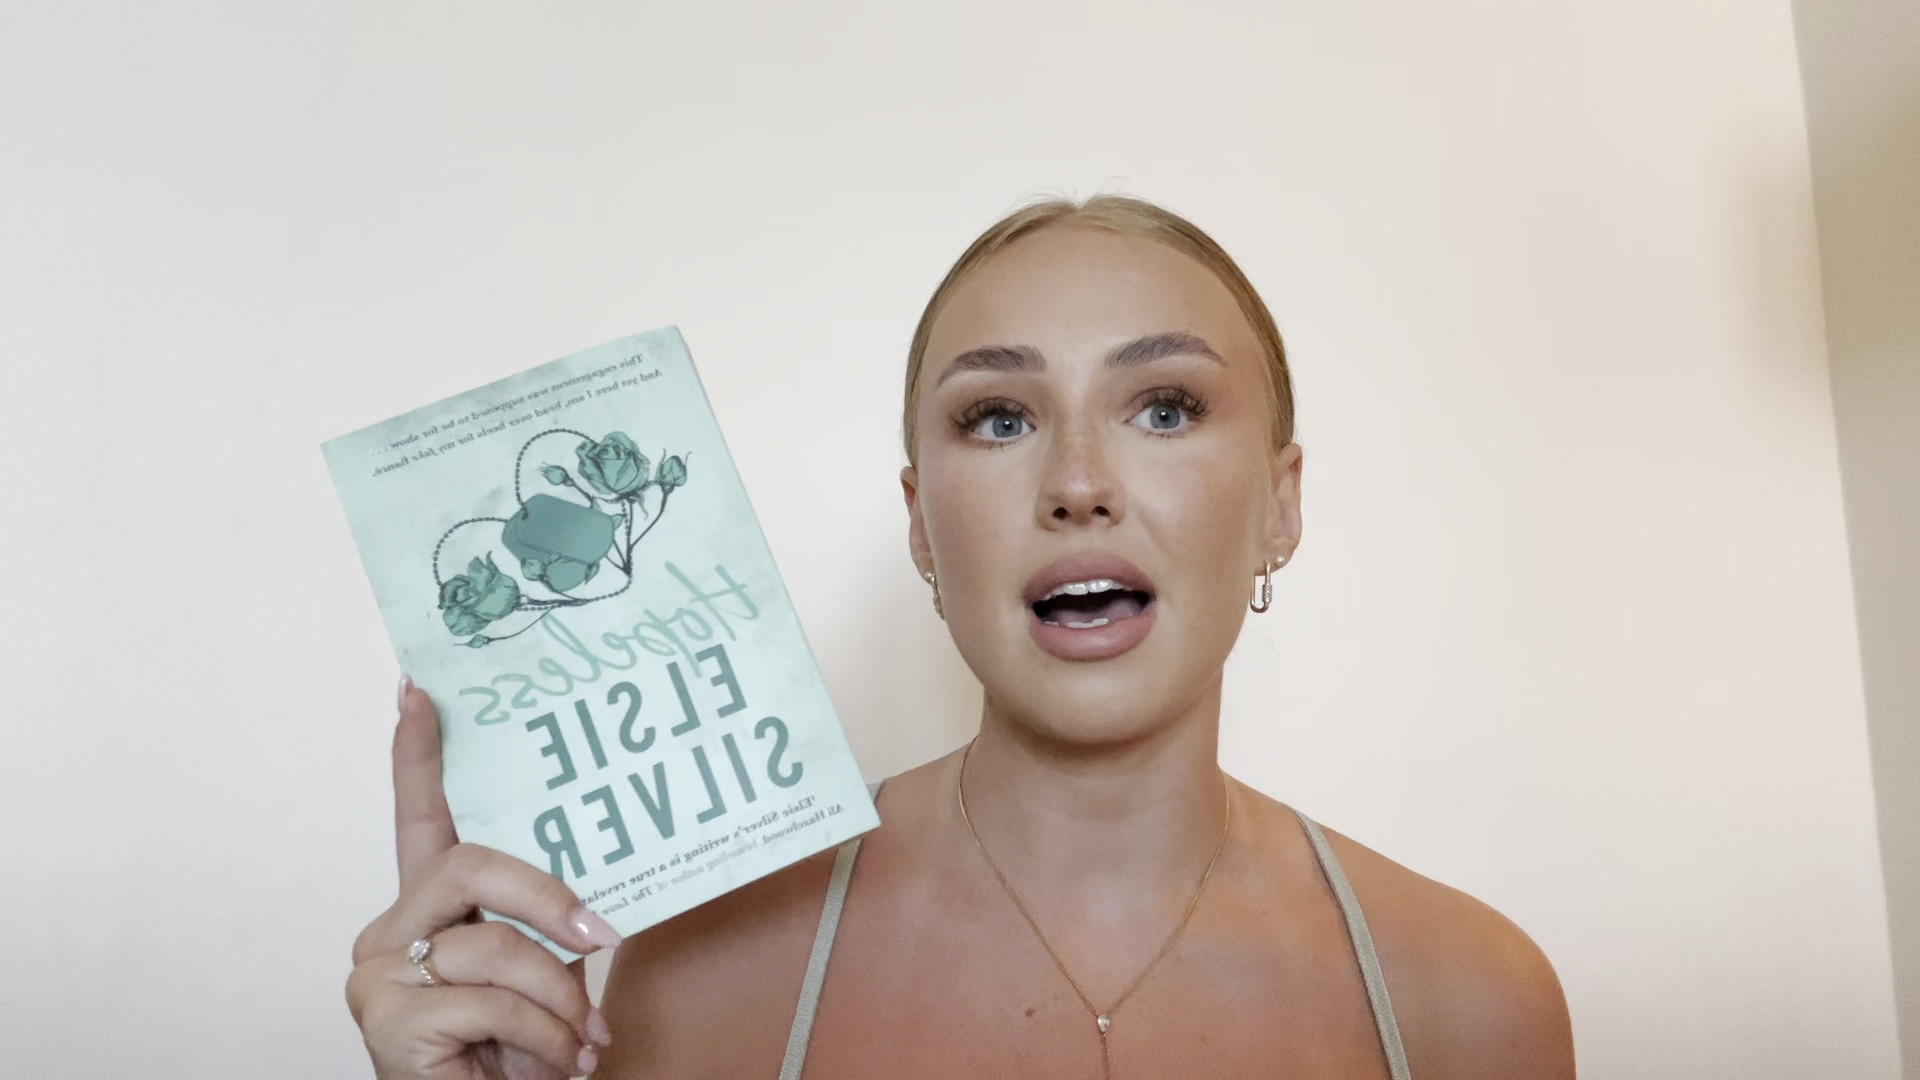 This engagement was supposed to be for show . . .
And yet here I am, head over heels for my fake fiancé.
Hopeless
ELSIE
SILVER
'Elsie Silver's writing is a true
Ali Hazelwood, bestselling author of The Love